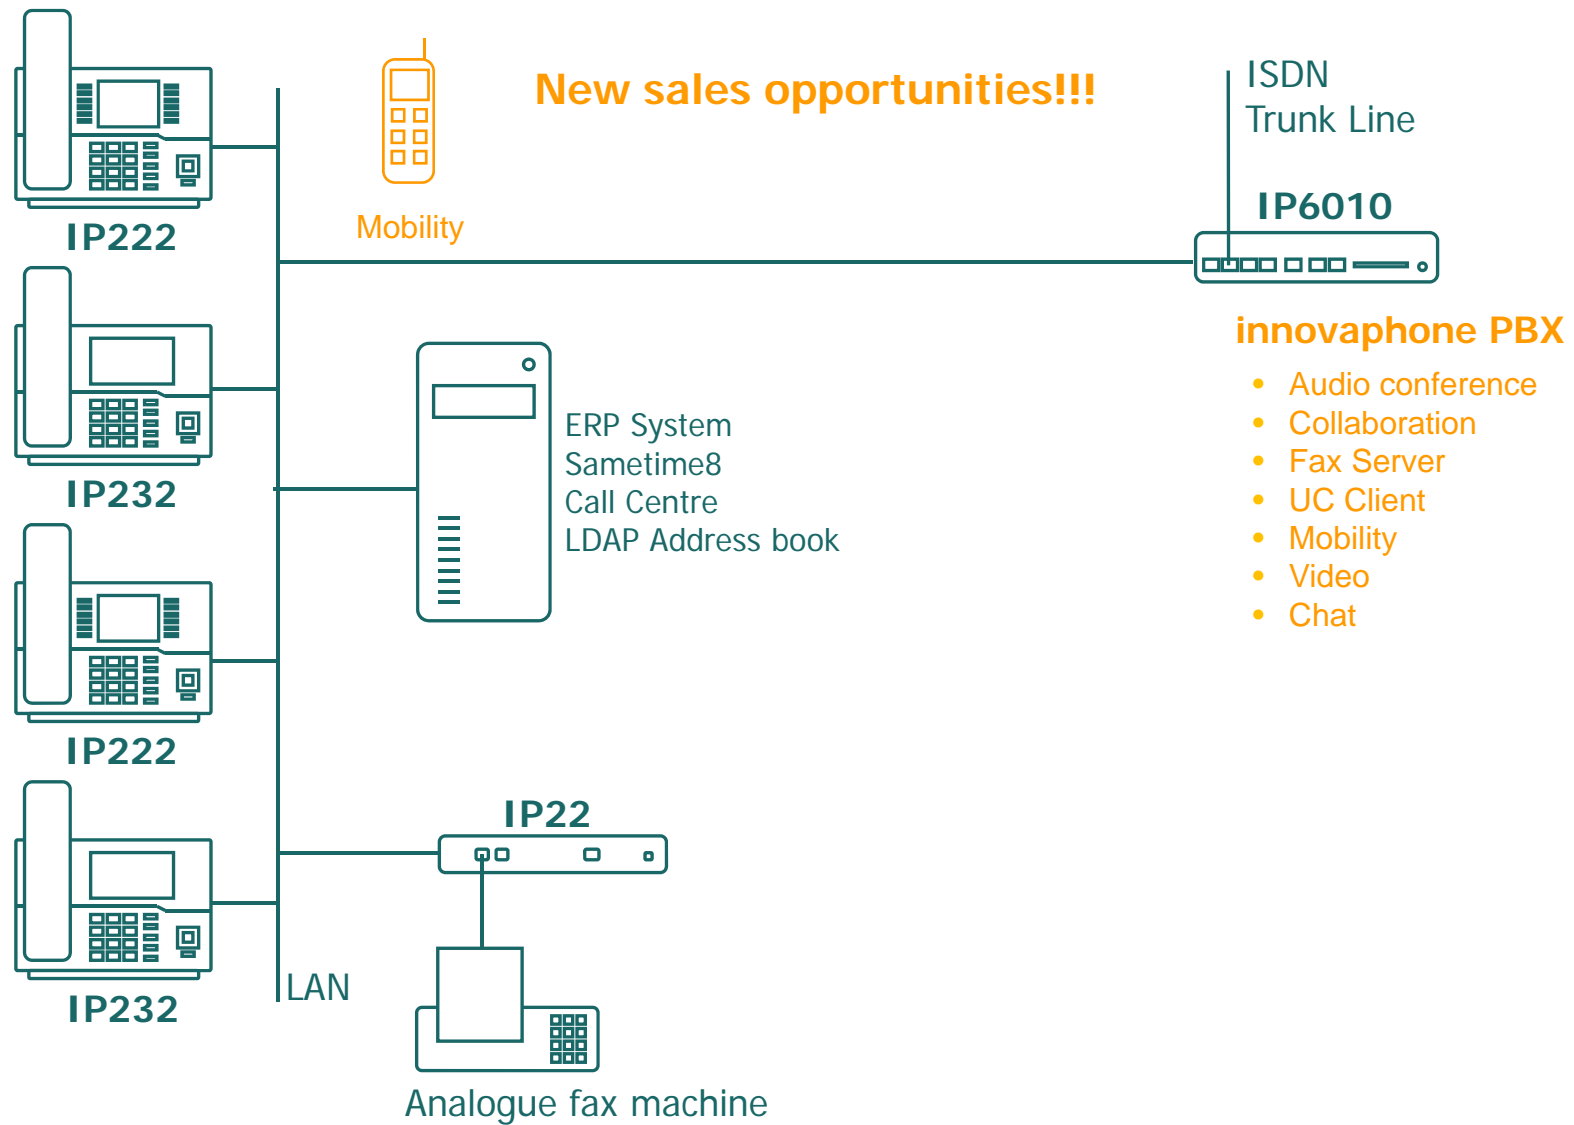 New sales opportunities!!!
ISDN
Trunk Line
IP6010
IP222
Mobility
innovaphone PBX
• Audio conference
• Collaboration
• Fax Server
• UC Client
• Mobility
• Video
• Chat
ERP System
Sametime8
Call Centre
LDAP Address book
IP232
IP222
IP22
LAN
IP232
Analogue fax machine